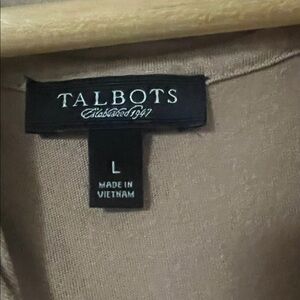 TALBOTS
Established 1947
L
MADE IN
VIETNAM